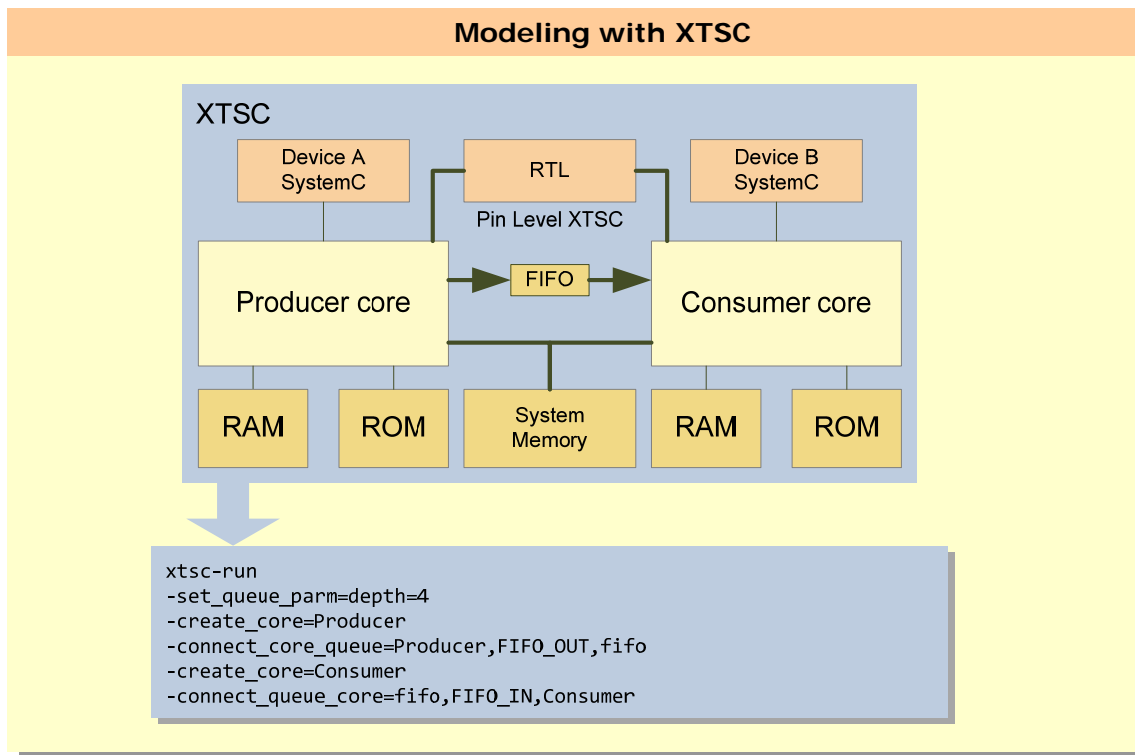 Modeling with XTSC
XTSC
Device A
SystemC
RTL
Device B
SystemC
Pin Level XTSC
Producer core
FIFO
Consumer core
RAM
ROM
System
Memory
RAM
ROM
xtsc-run
-set_queue_parm=depth=4
-create_core=Producer
-connect_core_queue=Producer,FIFO_OUT,fifo
-create_core=Consumer
-connect_queue_core=fifo,FIFO_IN,Consumer